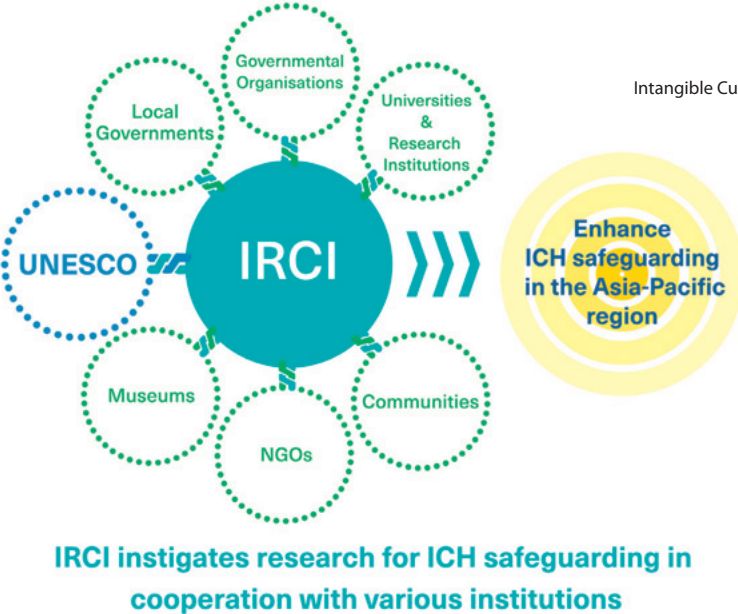 Governmental
Organisations
Local
Governments
Universities
&
Research
Institutions
Intangible Cu
UNESCO
IRCI
Enhance
ICH safeguarding
in the Asia-Pacific
region
Museums
NGOs
Communities
IRCI instigates research for ICH safeguarding in
cooperation with various institutions